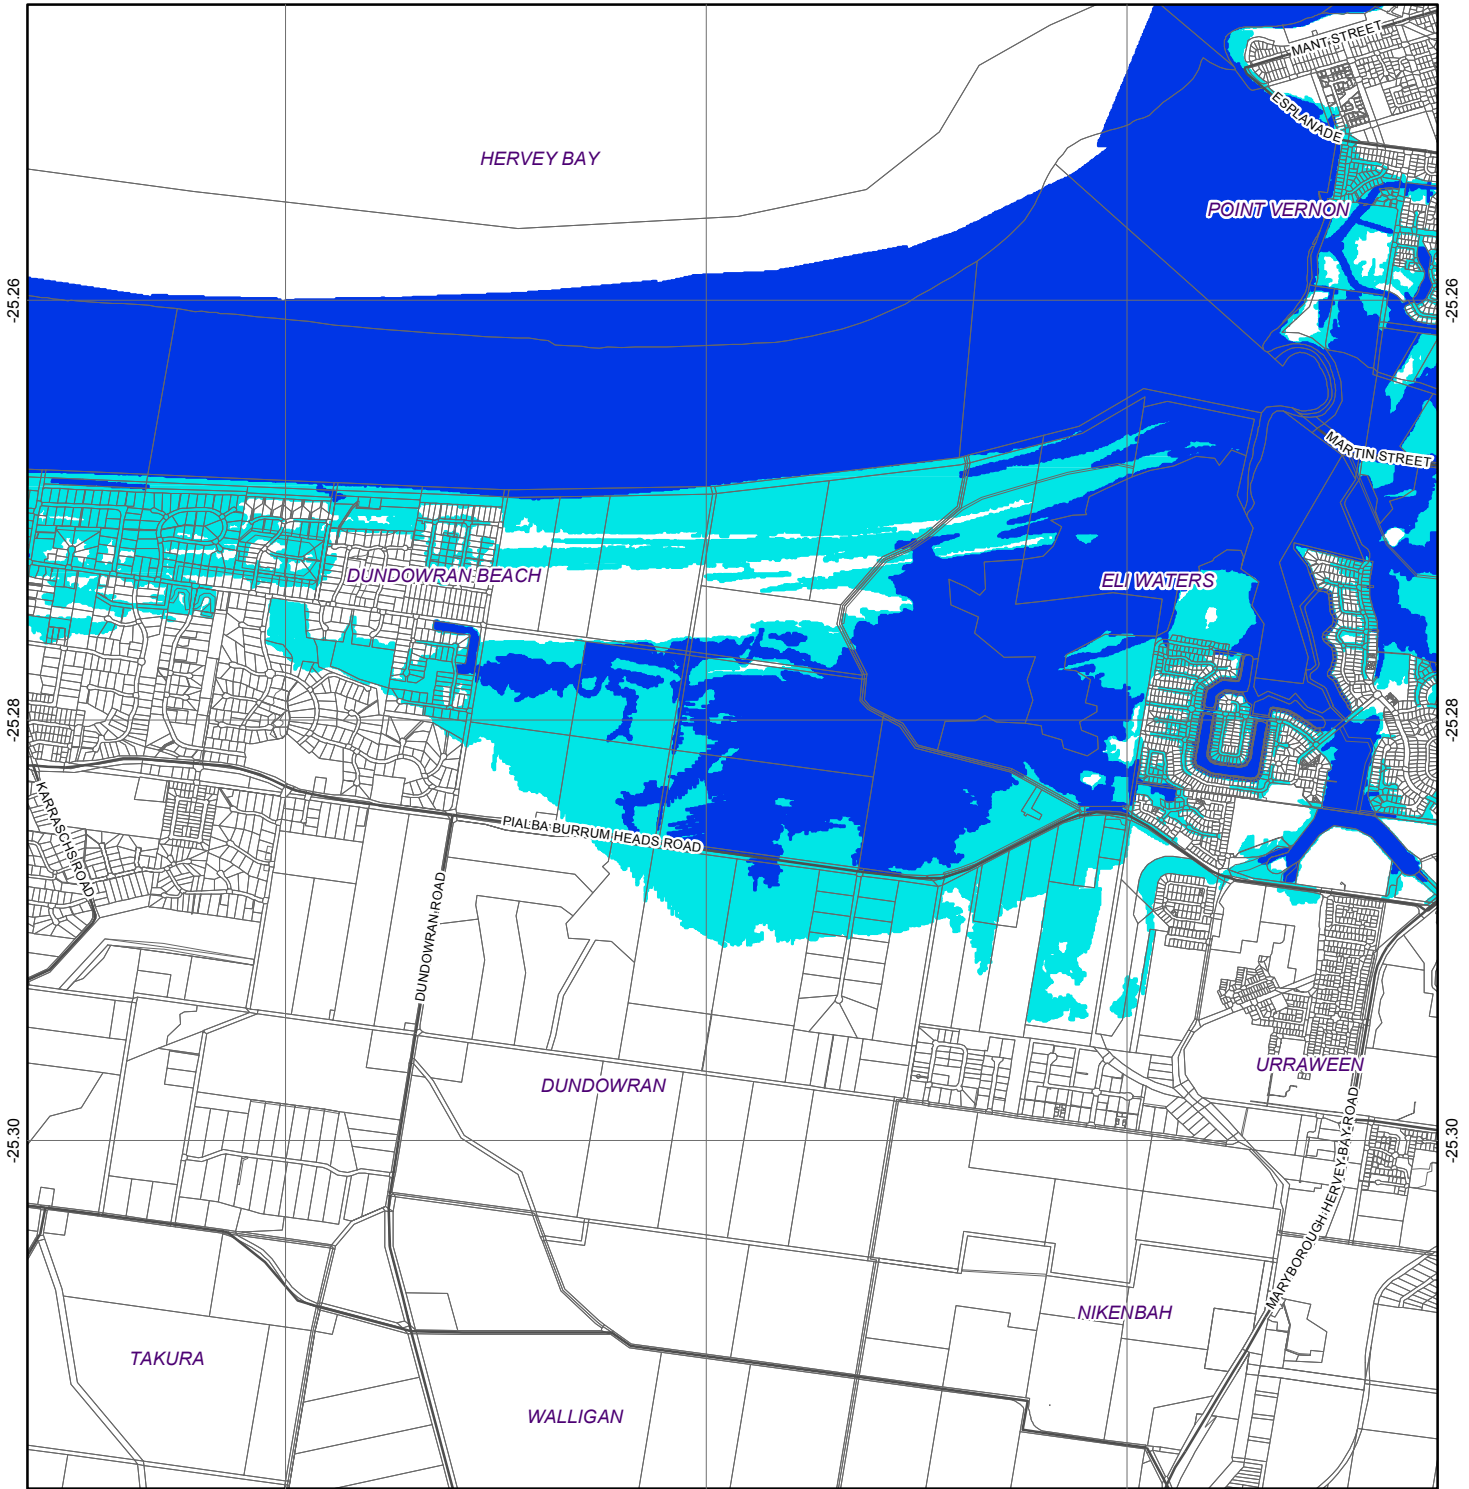 MANT STREET
ESPLANADE
HERVEY BAY
POINT VERNON
-25.26
-25.26
MARTIN STREET
DUNDOWRAN BEACH
ELI WATERS
-25.28
-25.28
KARRASCHS ROAD
PIALBA BURRUM HEADS ROAD
DUNDOWRAN ROAD
URRAWEEN
DUNDOWRAN
-25.30
-25.30
MARYBOROUGH-HERVEY BAY ROAD
NIKENBAH
TAKURA
WALLIGAN